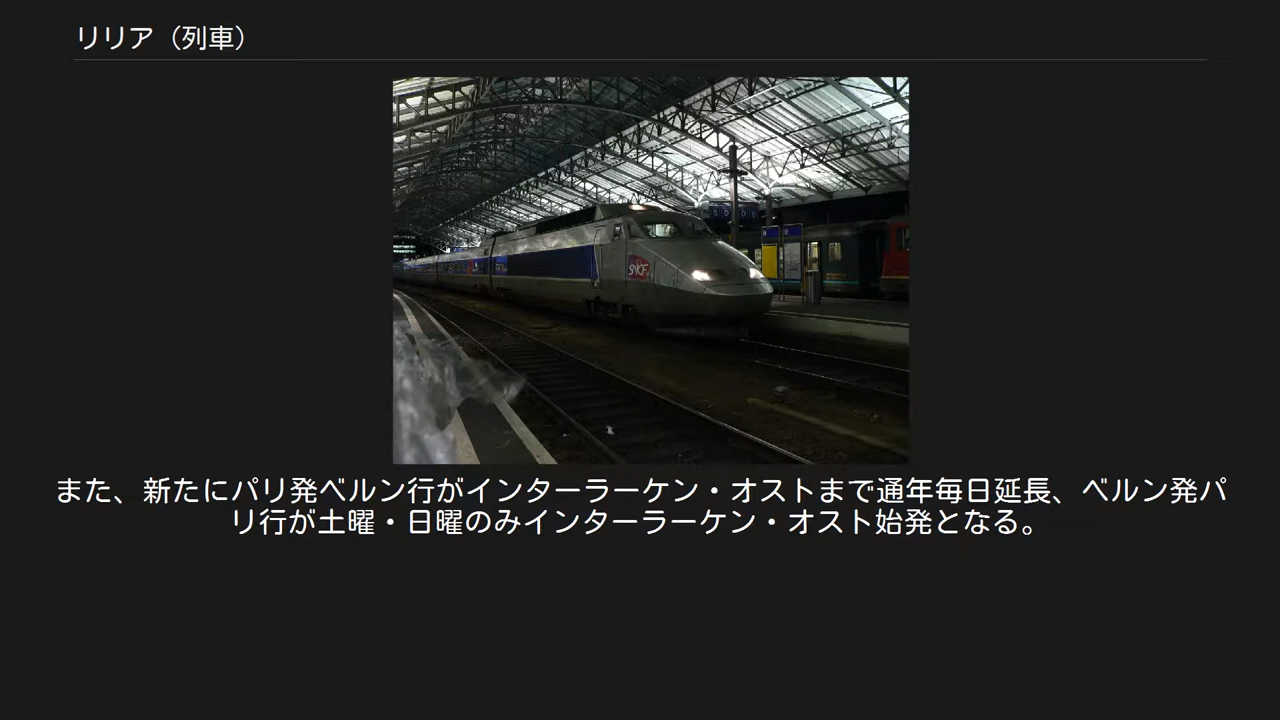 リリア（列車）
SNCF
また、新たにパリ発ベルン行がインターラーケン・オストまで通年毎日延長、ベルン発パ
リ行が土曜・日曜のみインターラーケン・オスト始発となる。